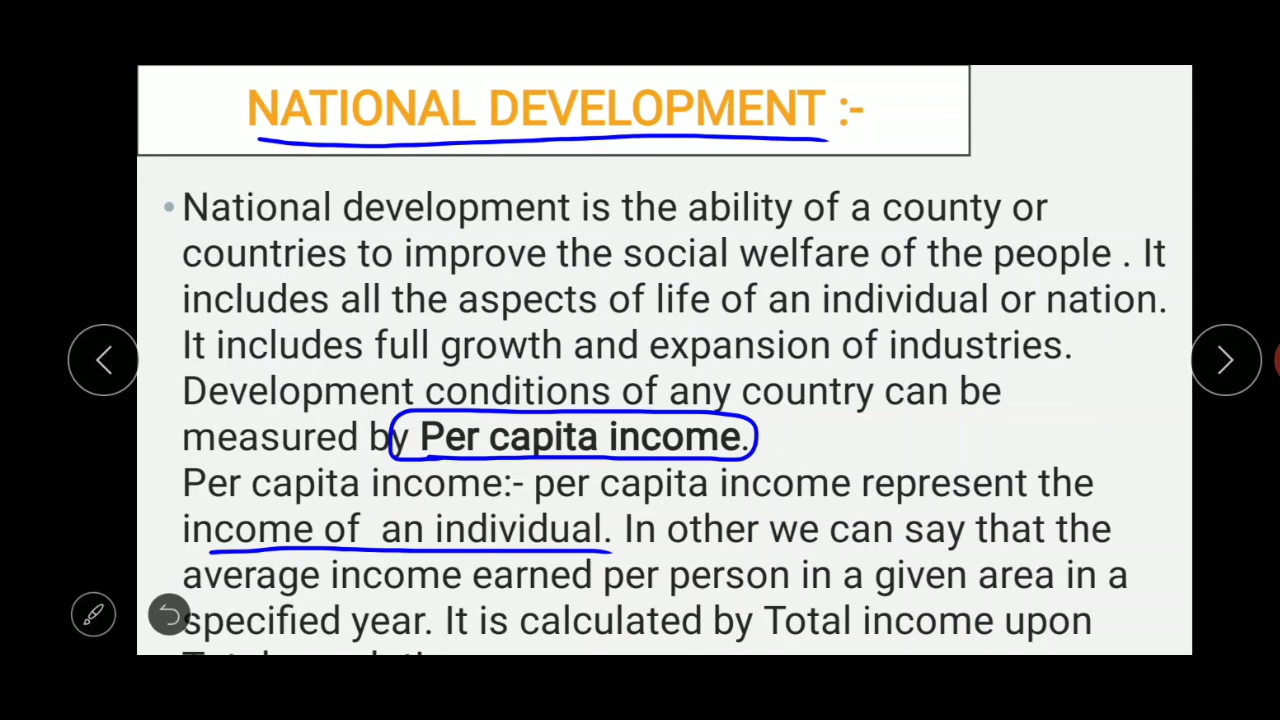 NATIONAL DEVELOPMENT :-
• National development is the ability of a county or
countries to improve the social welfare of the people . It
includes all the aspects of life of an individual or nation.
It includes full growth and expansion of industries.
Development conditions of any country can be
measured by Per capita income.
Per capita income:- per capita income represent the
income of an individual. In other we can say that the
average income earned per person in a given area in a
specified year. It is calculated by Total income upon